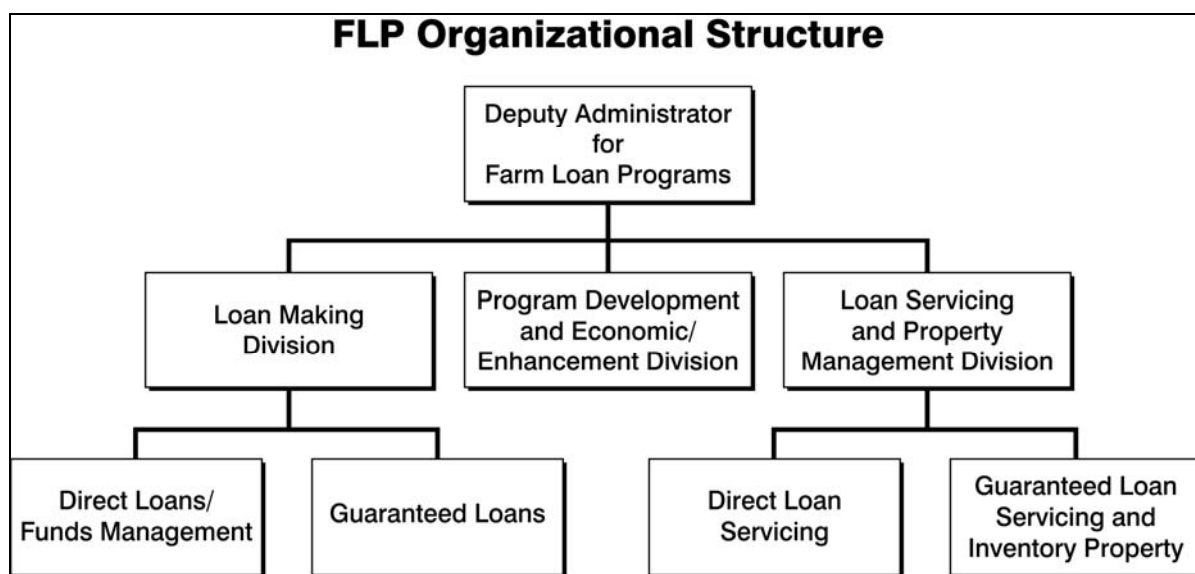 FLP Organizational Structure
Deputy Administrator
for
Farm Loan Programs
Loan Making
Division
Program Development
and Economic/
Enhancement Division
Loan Servicing
and Property
Management Division
Direct Loans/
Funds Management
Guaranteed Loans
Direct Loan
Servicing
Guaranteed Loan
Servicing and
Inventory Property